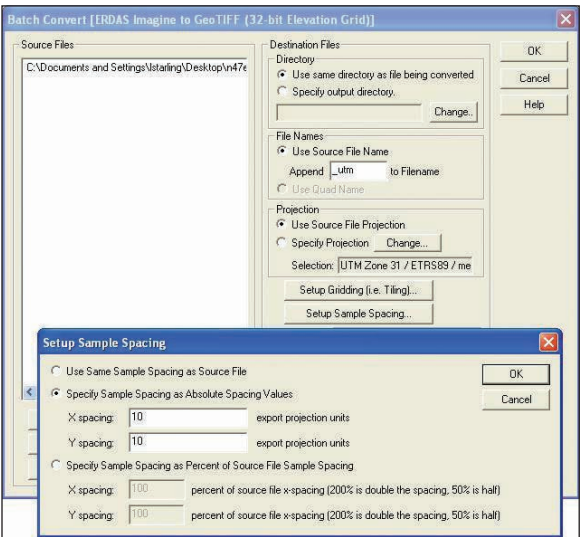 Batch Convert [ERDAS Imagine to GeoTIFF (32-bit Elevation Grid)]
Source Files
C:\Documents and Settings\lstarling\Desktop\n47e
Destination Files
Directory
Use same directory as file being converted
Specify output directory.
Change..
File Names
Use Source File Name
Append _utm to Filename
Use Quad Name
Projection
Use Source File Projection
Specify Projection Change...
Selection: UTM Zone 31 / ETRS89 / me
Setup Gridding (i.e. Tiling)...
Setup Sample Spacing...
OK
Cancel
Help
Setup Sample Spacing
Use Same Sample Spacing as Source File
Specify Sample Spacing as Absolute Spacing Values
X spacing: 10 export projection units
Y spacing: 10 export projection units
Specify Sample Spacing as Percent of Source File Sample Spacing
X spacing: 100 percent of source file x-spacing (200% is double the spacing, 50% is half)
Y spacing: 100 percent of source file y-spacing (200% is double the spacing, 50% is half)
OK
Cancel